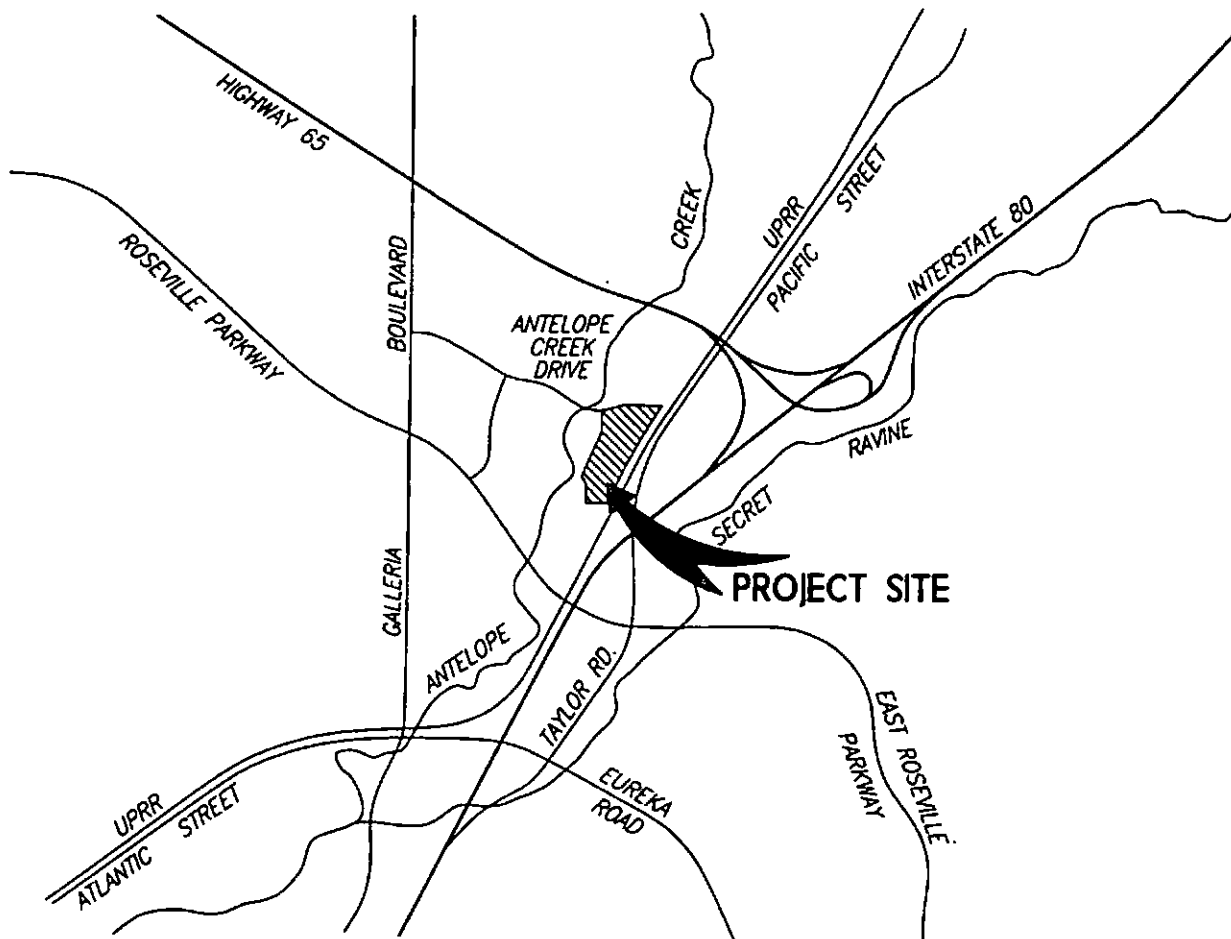 HIGHWAY 65
CREEK
UPRR
STREET
PACIFIC
INTERSTATE 80
ROSEVILLE PARKWAY
BOULEVARD
ANTELOPE
CREEK
DRIVE
RAVINE
SECRET
PROJECT SITE
GALLERIA
ANTELOPE
TAYLOR RD.
EAST ROSEVILLE
PARKWAY
EUREKA
ROAD
UPRR
ATLANTIC STREET